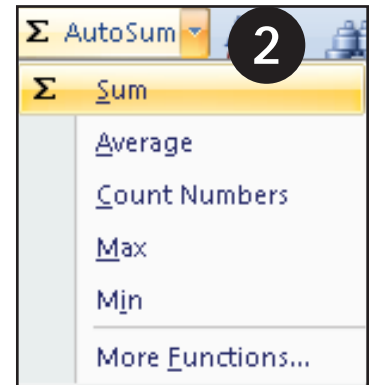 Σ AutoSum 2
Σ Sum
Average
Count Numbers
Max
Min
More Functions...